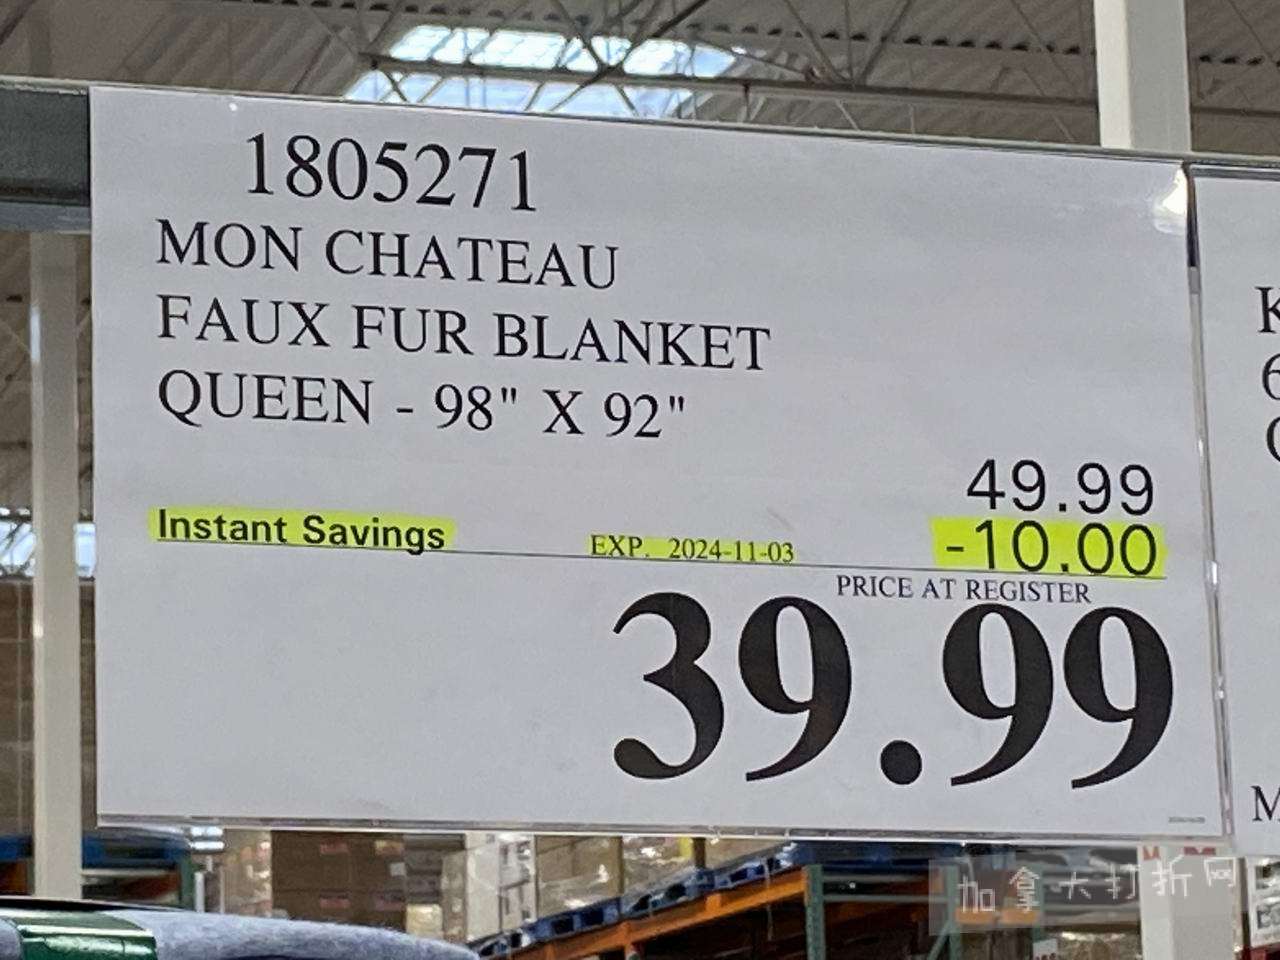 1805271
MON CHATEAU
FAUX FUR BLANKET
QUEEN - 98" X 92"
49.99
Instant Savings EXP. 2024-11-03 -10.00
PRICE AT REGISTER
39.99
K
6
M
加拿大打折网